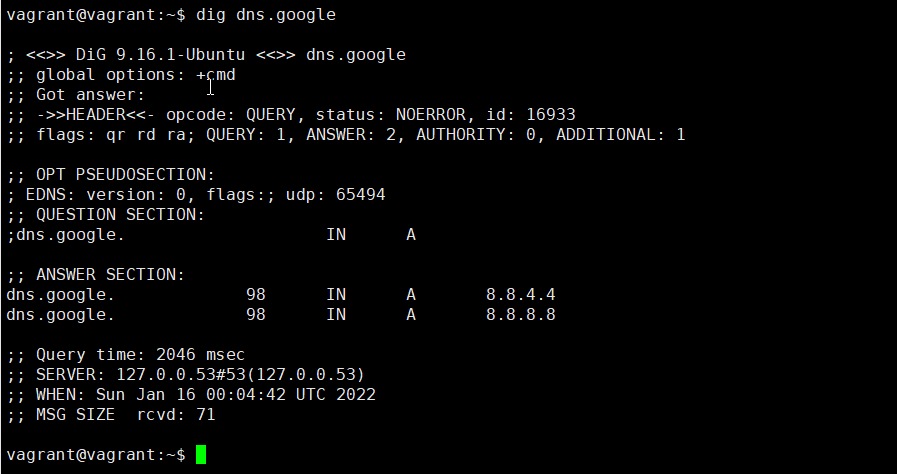 vagrant@vagrant:~$ dig dns.google
; <<>> DiG 9.16.1-Ubuntu <<>> dns.google
;; global options: +cmd
;; Got answer:
;; ->>HEADER<<- opcode: QUERY, status: NOERROR, id: 16933
;; flags: qr rd ra; QUERY: 1, ANSWER: 2, AUTHORITY: 0, ADDITIONAL: 1
;; OPT PSEUDOSECTION:
; EDNS: version: 0, flags:; udp: 65494
;; QUESTION SECTION:
;dns.google.                     IN      A
;; ANSWER SECTION:
dns.google.             98      IN      A       8.8.4.4
dns.google.             98      IN      A       8.8.8.8
;; Query time: 2046 msec
;; SERVER: 127.0.0.53#53(127.0.0.53)
;; WHEN: Sun Jan 16 00:04:42 UTC 2022
;; MSG SIZE  rcvd: 71
vagrant@vagrant:~$